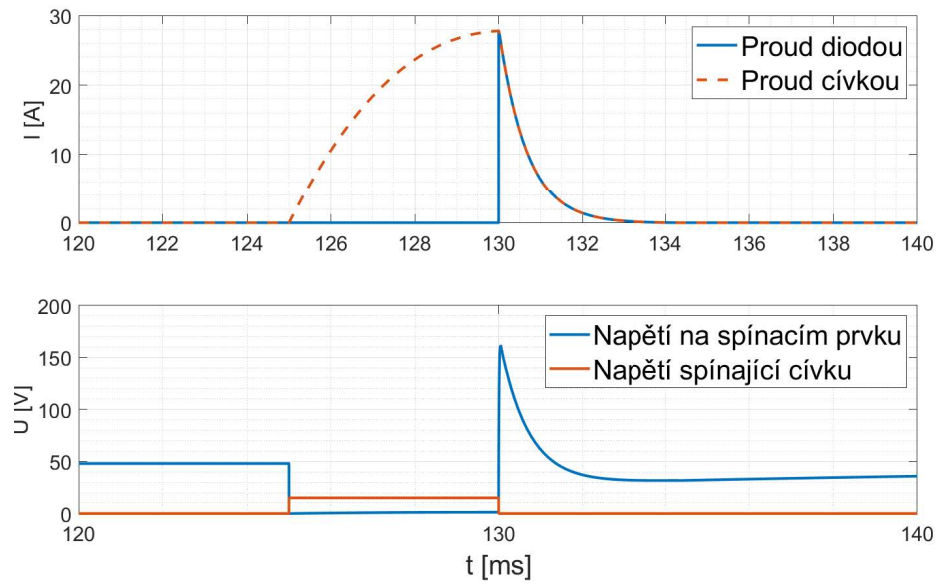 30
20
10
0
I [A]
Proud diodou
Proud cívkou
120 122 124 126 128 130 132 134 136 138 140
200
150
100
50
0
U [V]
Napětí na spínacím prvku
Napětí spínající cívku
120 130 140
t [ms]